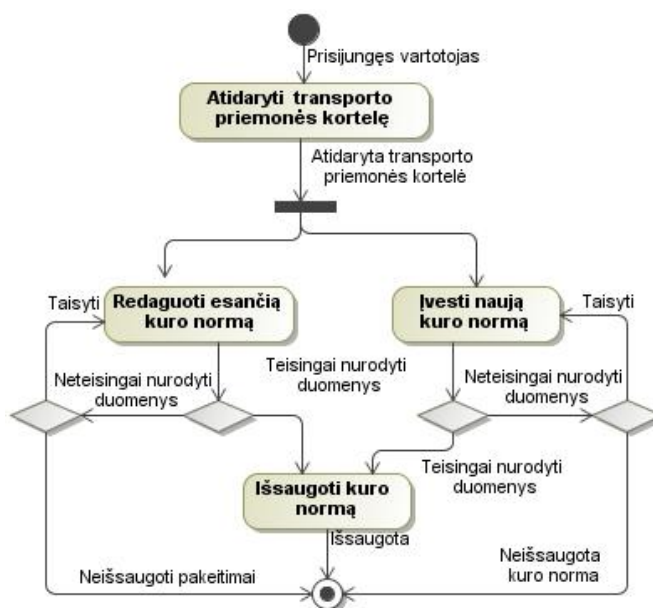 Prisijungęs vartotojas
Atidaryti transporto
priemonės kortelę
Atidaryta transporto
priemonės kortelė
Taisyti
Redaguoti esančią
kuro normą
Įvesti naują
kuro normą
Taisyti
Neteisingai nurodyti
duomenys
Teisingai nurodyti
duomenys
Neteisingai nurodyti
duomenys
Išsaugoti kuro
normą
Teisingai nurodyti
duomenys
Išsaugota
Neišsaugoti pakeitimai
Neišsaugota
kuro norma